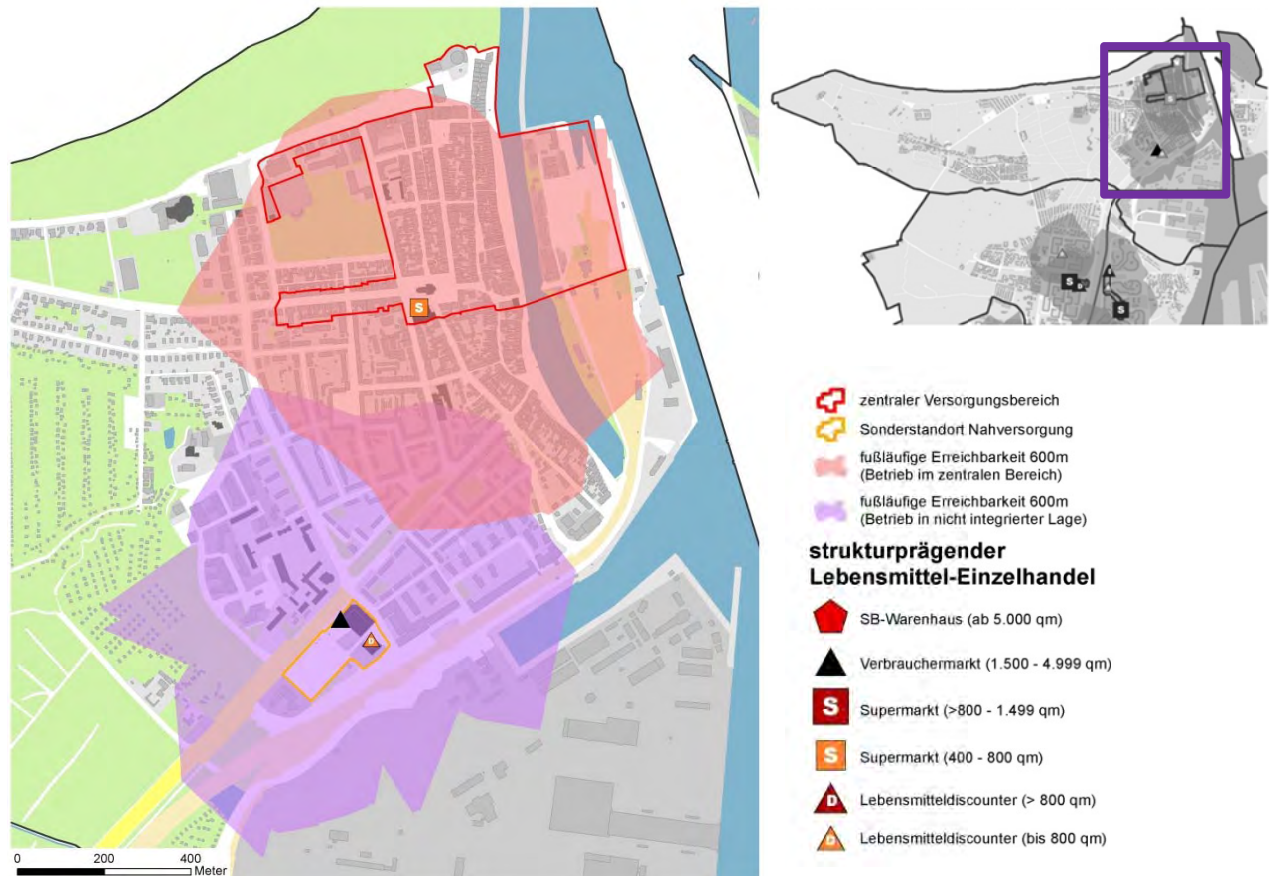 S
D
0
200
400
Meter
S
S
zentraler Versorgungsbereich
Sonderstandort Nahversorgung
fußläufige Erreichbarkeit 600m
(Betrieb im zentralen Bereich)
fußläufige Erreichbarkeit 600m
(Betrieb in nicht integrierter Lage)
strukturprägender
Lebensmittel-Einzelhandel
SB-Warenhaus (ab 5.000 qm)
Verbrauchermarkt (1.500 - 4.999 qm)
S Supermarkt (>800 - 1.499 qm)
S Supermarkt (400 - 800 qm)
D Lebensmitteldiscounter (> 800 qm)
D Lebensmitteldiscounter (bis 800 qm)